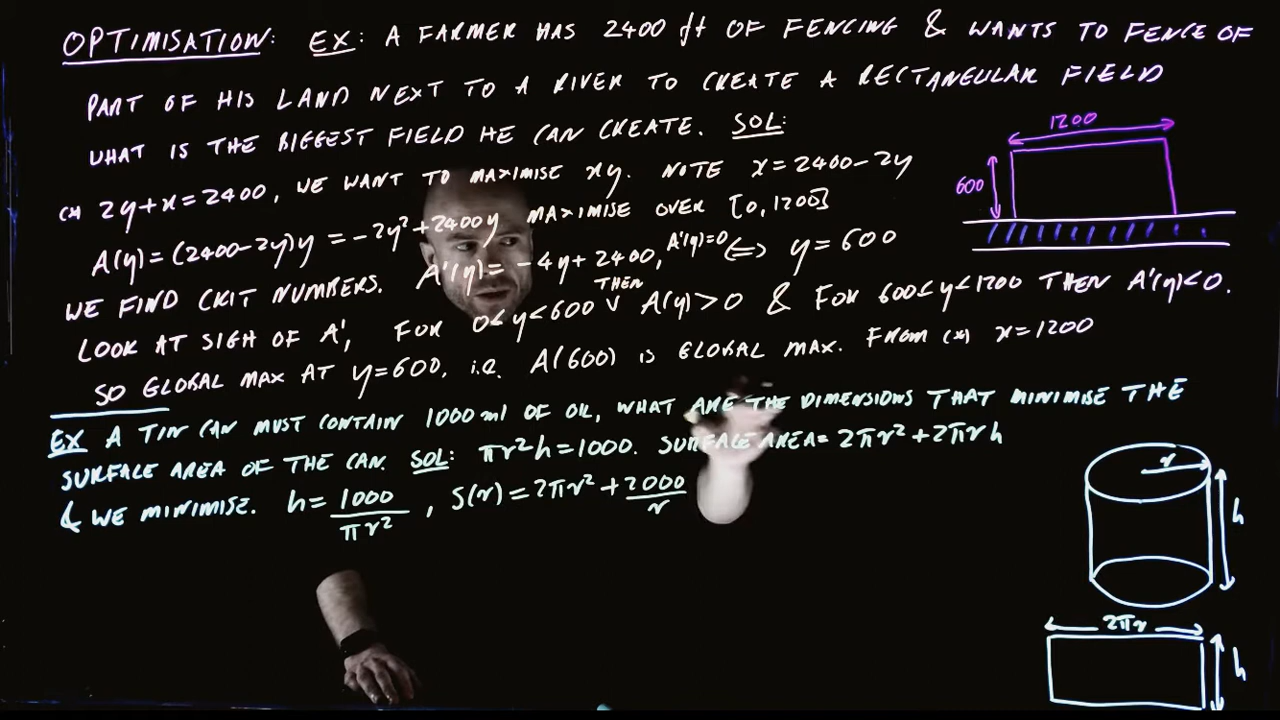 OPTIMISATION: EX: A FARMER HAS 2400 ft OF FENCING & WANTS TO FENCE OF
PART OF HIS LAND NEXT TO A RIVER TO CREATE A RECTANGULAR FIELD
WHAT IS THE BIGGEST FIELD HE CAN CREATE. SOL:
(*) 2y+x=2400, WE WANT TO MAXIMISE xy. NOTE x=2400-2y
A(y)=(2400-2y)y = -2y²+2400y MAXIMISE OVER [0,1200]
WE FIND CRIT NUMBERS. A'(y)= -4y+2400, A'(y)=0 <=> y=600
LOOK AT SIGN OF A', FOR 0<y<600 THEN A(y)>0 & FOR 600<y<1200 THEN A'(y)<0.
SO GLOBAL MAX AT y=600, i.e. A(600) IS GLOBAL MAX. FROM (*) x=1200
1200
600
EX A TIN CAN MUST CONTAIN 1000 ml OF OIL, WHAT ARE THE DIMENSIONS THAT MINIMISE THE
SURFACE AREA OF THE CAN. SOL: πr²h=1000. SURFACE AREA= 2πr²+2πrh
& WE MINIMISE. h=1000/πr², S(r)=2πr²+2000/r
r
h
2πr
h